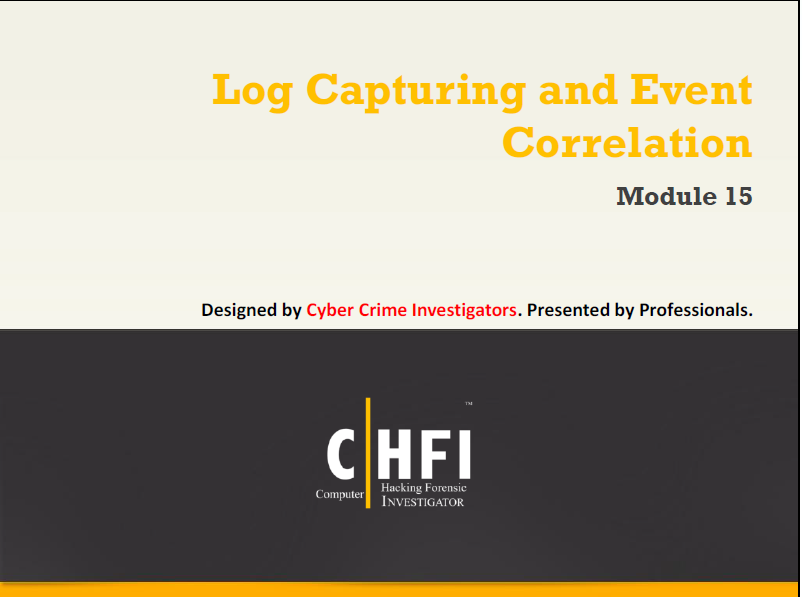 Log Capturing and Event
Correlation
Module 15
Designed by Cyber Crime Investigators. Presented by Professionals.
™
C HFI
Computer Hacking Forensic
INVESTIGATOR